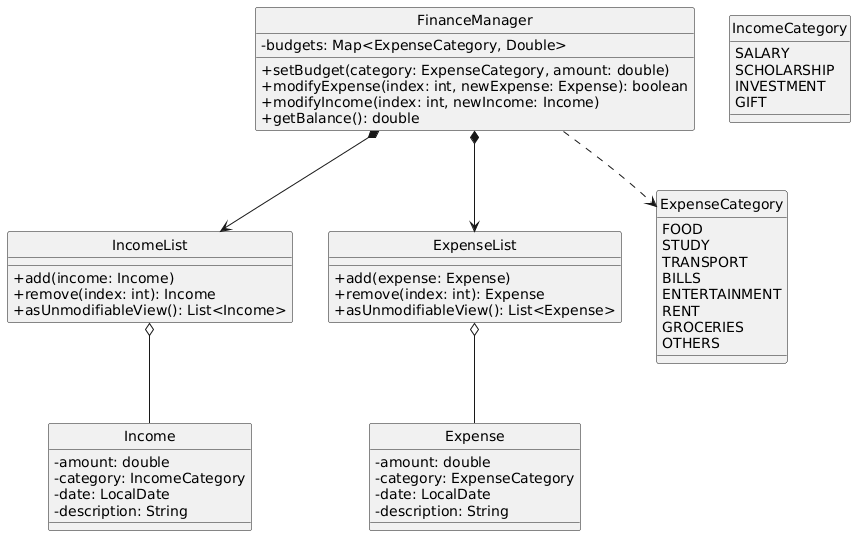 FinanceManager
-budgets: Map<ExpenseCategory, Double>
+setBudget(category: ExpenseCategory, amount: double)
+modifyExpense(index: int, newExpense: Expense): boolean
+modifyIncome(index: int, newIncome: Income)
+getBalance(): double
IncomeCategory
SALARY
SCHOLARSHIP
INVESTMENT
GIFT
IncomeList
+add(income: Income)
+remove(index: int): Income
+asUnmodifiableView(): List<Income>
ExpenseList
+add(expense: Expense)
+remove(index: int): Expense
+asUnmodifiableView(): List<Expense>
ExpenseCategory
FOOD
STUDY
TRANSPORT
BILLS
ENTERTAINMENT
RENT
GROCERIES
OTHERS
Income
-amount: double
-category: IncomeCategory
-date: LocalDate
-description: String
Expense
-amount: double
-category: ExpenseCategory
-date: LocalDate
-description: String